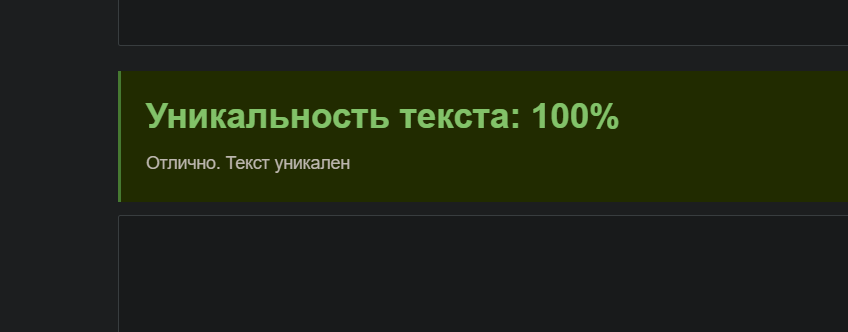 Уникальность текста: 100%
Отлично. Текст уникален